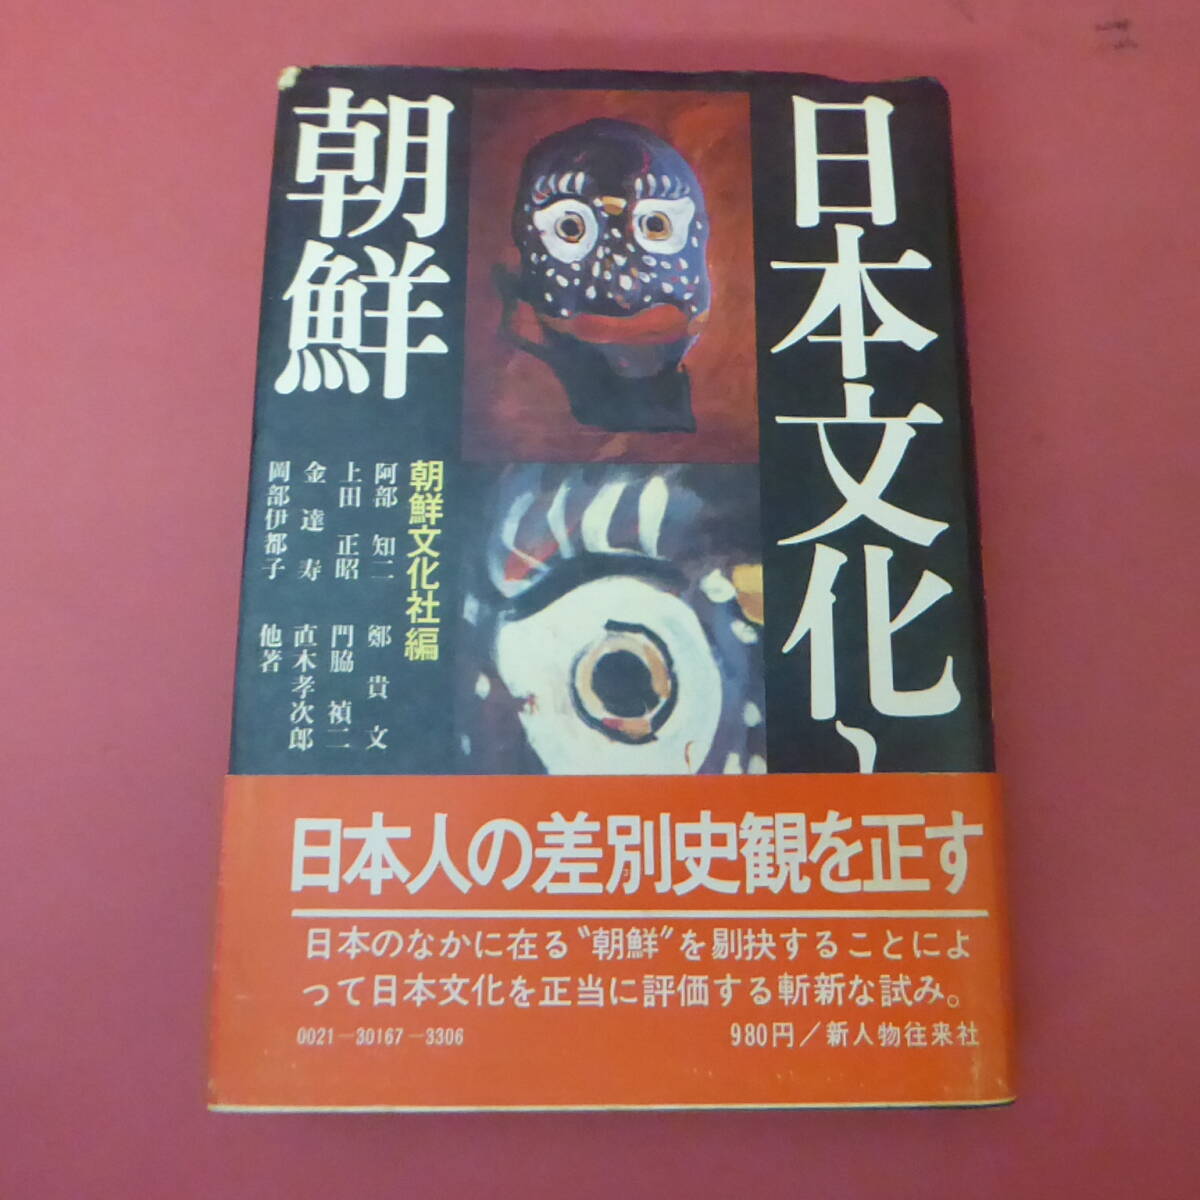 日本文化と
朝鮮
朝鮮文化社編
阿部 知二 鄭 貴 文
上田 正昭 門脇 禎二
金 達 寿 直木孝次郎
岡部伊都子 他著
日本人の差別史観を正す
日本のなかに在る“朝鮮”を剔抉することによ
って日本文化を正当に評価する斬新な試み。
0021-30167-3306
980円/新人物往来社